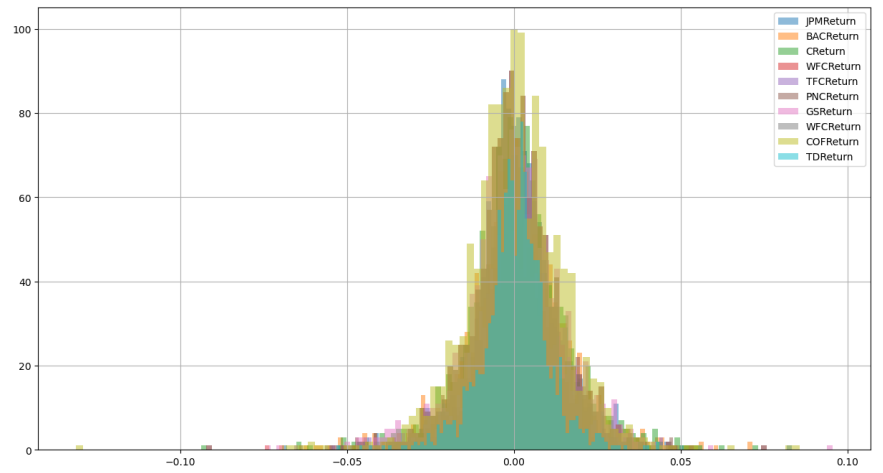 100
80
60
40
20
0
−0.10
−0.05
0.00
0.05
0.10
JPMReturn
BACReturn
CReturn
WFCReturn
TFCReturn
PNCReturn
GSReturn
WFCReturn
COFReturn
TDReturn